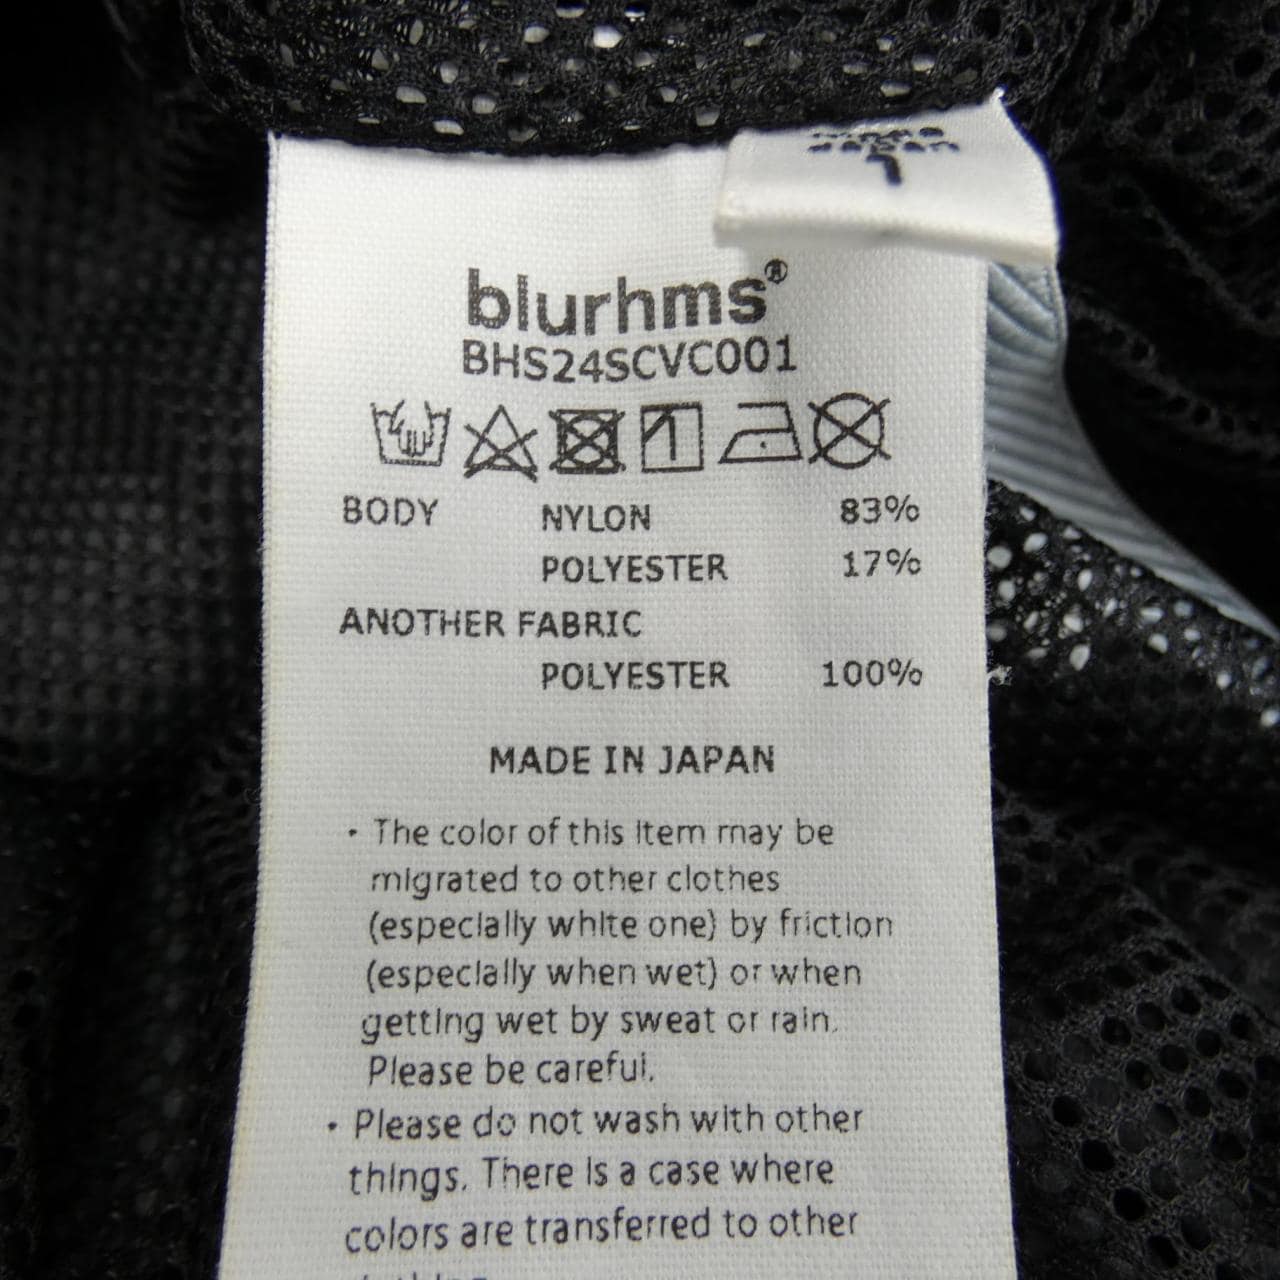 Japan
1
blurhms®
BHS24SCVC001
BODY NYLON 83%
POLYESTER 17%
ANOTHER FABRIC
POLYESTER 100%
MADE IN JAPAN
・The color of this item may be
migrated to other clothes
(especially white one) by friction
(especially when wet) or when
getting wet by sweat or rain.
Please be careful.
・Please do not wash with other
things. There is a case where
colors are transferred to other